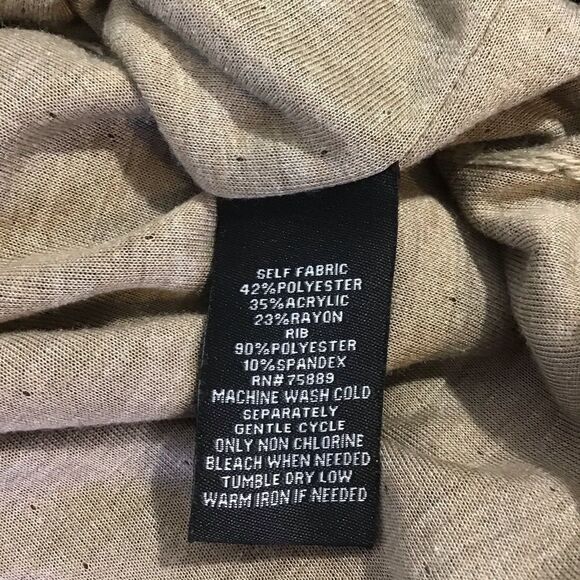 SELF FABRIC
42%POLYESTER
35%ACRYLIC
23%RAYON
RIB
90%POLYESTER
10%SPANDEX
RN#75889
MACHINE WASH COLD
SEPARATELY
GENTLE CYCLE
ONLY NON CHLORINE
BLEACH WHEN NEEDED
TUMBLE DRY LOW
WARM IRON IF NEEDED